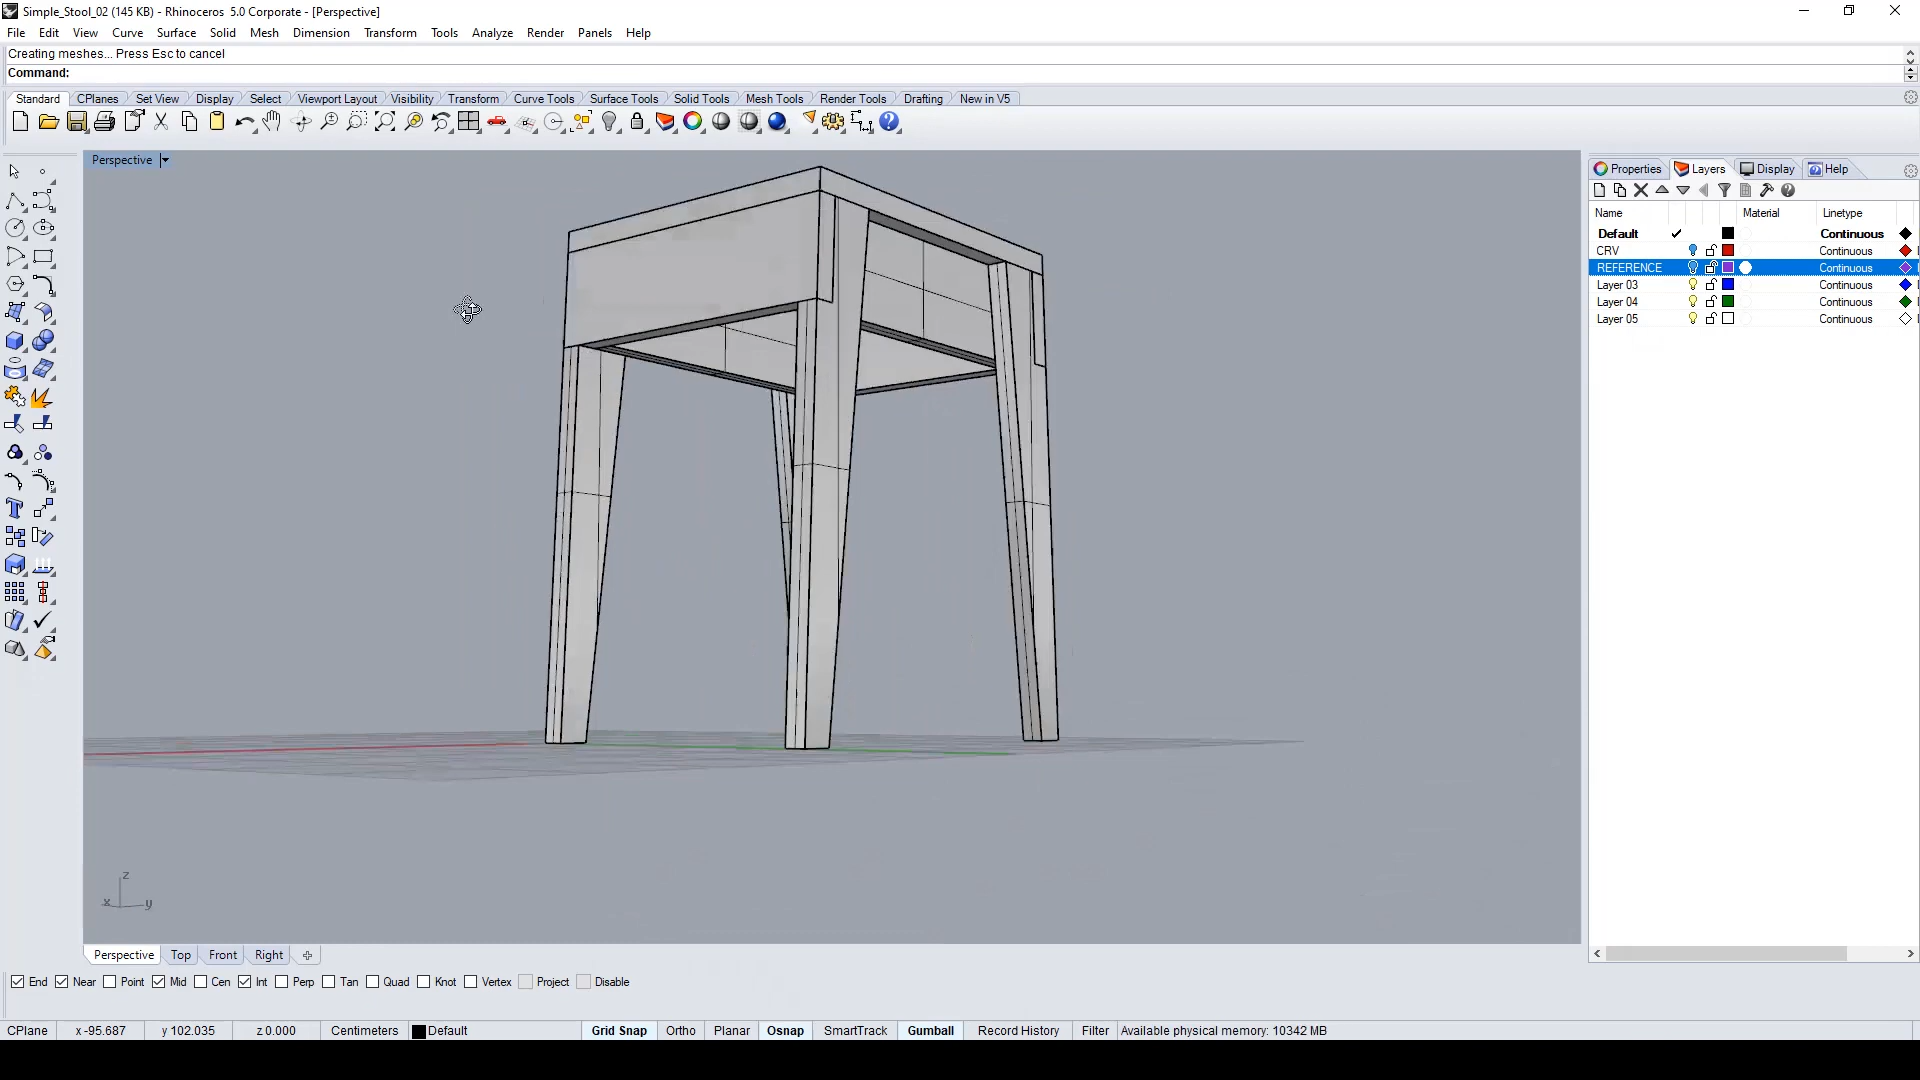 Simple_Stool_02 (145 KB) - Rhinoceros 5.0 Corporate - [Perspective]
File Edit View Curve Surface Solid Mesh Dimension Transform Tools Analyze Render Panels Help
Creating meshes... Press Esc to cancel
Command:
Standard CPlanes Set View Display Select Viewport Layout Visibility Transform Curve Tools Surface Tools Solid Tools Mesh Tools Render Tools Drafting New in V5
Perspective
Properties Layers Display Help
Name Material Linetype
Default Continuous
CRV Continuous
REFERENCE Continuous
Layer 03 Continuous
Layer 04 Continuous
Layer 05 Continuous
z
x y
Perspective Top Front Right
End Near Point Mid Cen Int Perp Tan Quad Knot Vertex Project Disable
CPlane x -95.687 y 102.035 z 0.000 Centimeters Default Grid Snap Ortho Planar Osnap SmartTrack Gumball Record History Filter Available physical memory: 10342 MB